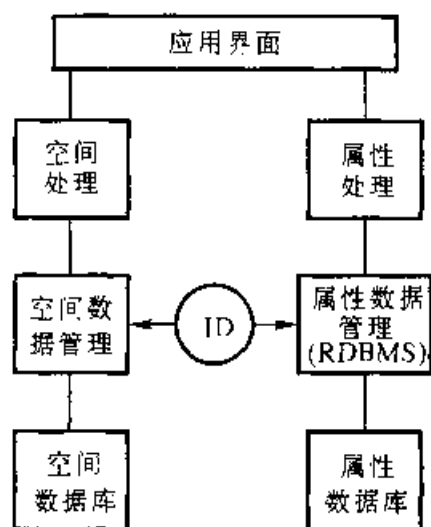 应用界面
空间
处理
属性
处理
空间数
据管理
ID
属性数据
管理
(RDBMS)
空间
数据库
属性
数据库